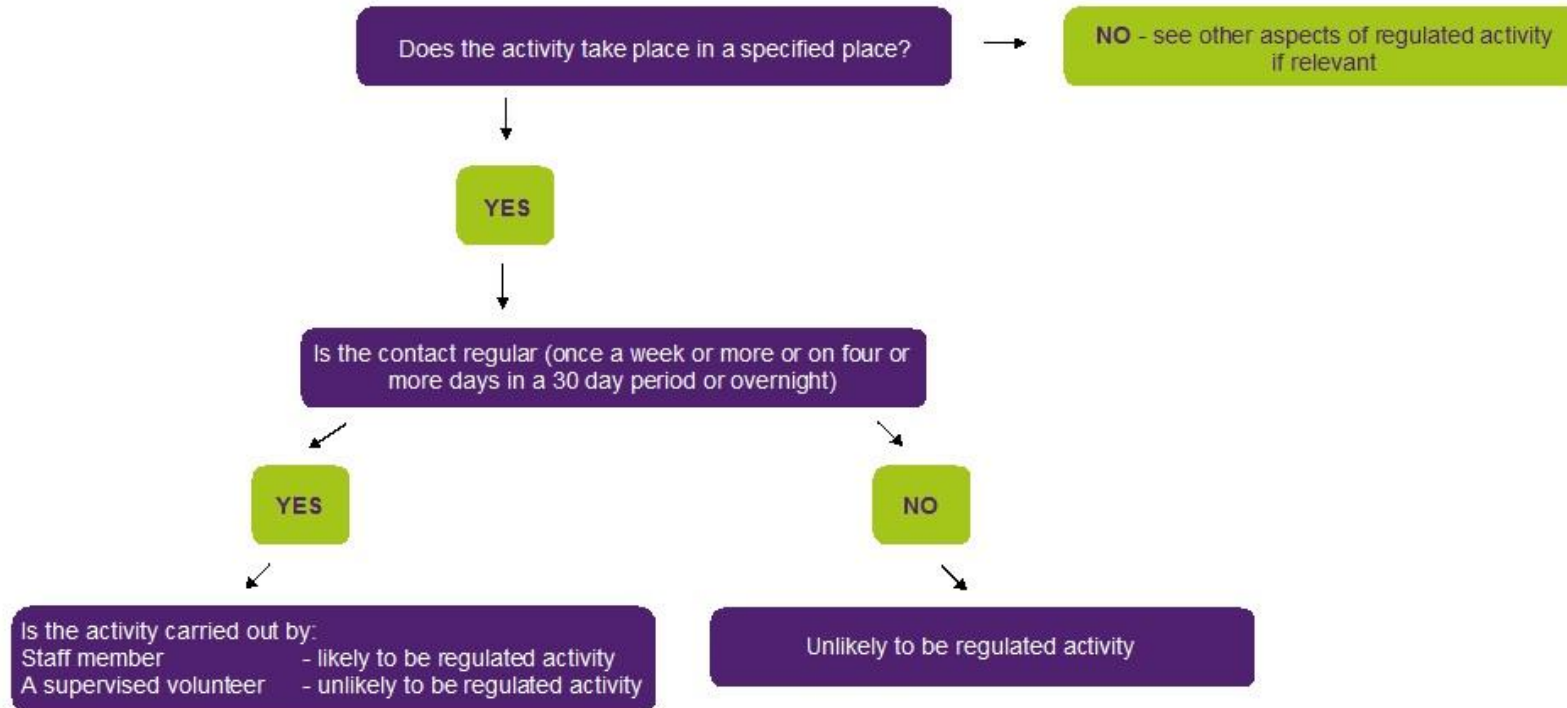 Does the activity take place in a specified place?
NO - see other aspects of regulated activity
if relevant
YES
Is the contact regular (once a week or more or on four or
more days in a 30 day period or overnight)
YES
NO
Is the activity carried out by:
Staff member - likely to be regulated activity
A supervised volunteer - unlikely to be regulated activity
Unlikely to be regulated activity